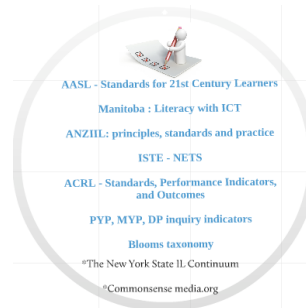 AASL - Standards for 21st Century Learners
Manitoba : Literacy with ICT
ANZIIL: principles, standards and practice
ISTE - NETS
ACRL - Standards, Performance Indicators,
and Outcomes
PYP, MYP, DP inquiry indicators
Blooms taxonomy
*The New York State IL Continuum
*Commonsense media.org